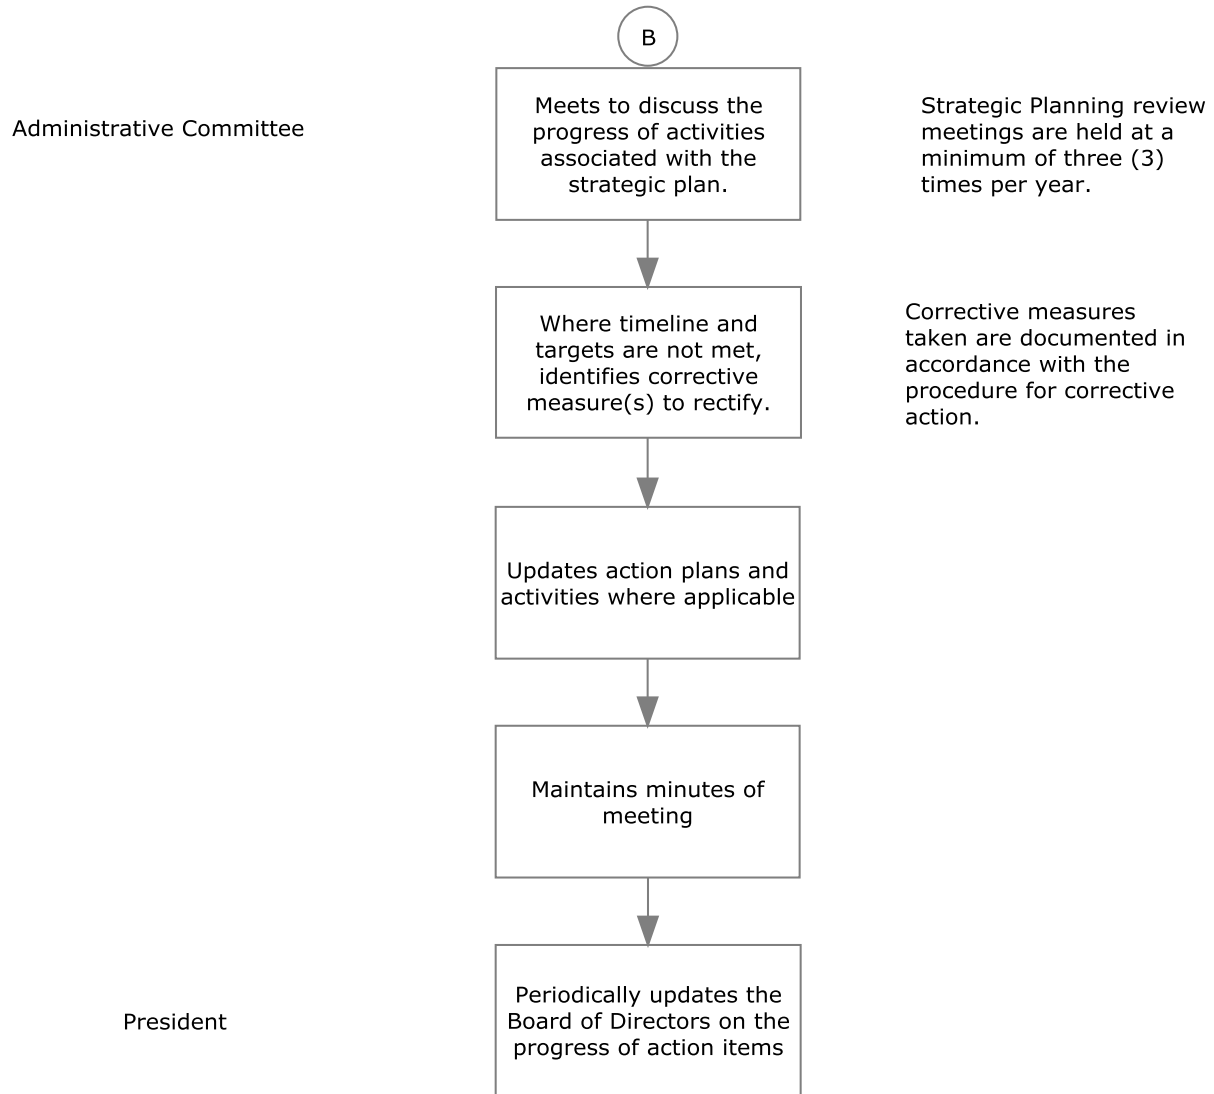 B
Administrative Committee
Meets to discuss the
progress of activities
associated with the
strategic plan.
Strategic Planning review
meetings are held at a
minimum of three (3)
times per year.
Where timeline and
targets are not met,
identifies corrective
measure(s) to rectify.
Corrective measures
taken are documented in
accordance with the
procedure for corrective
action.
Updates action plans and
activities where applicable
Maintains minutes of
meeting
President
Periodically updates the
Board of Directors on the
progress of action items